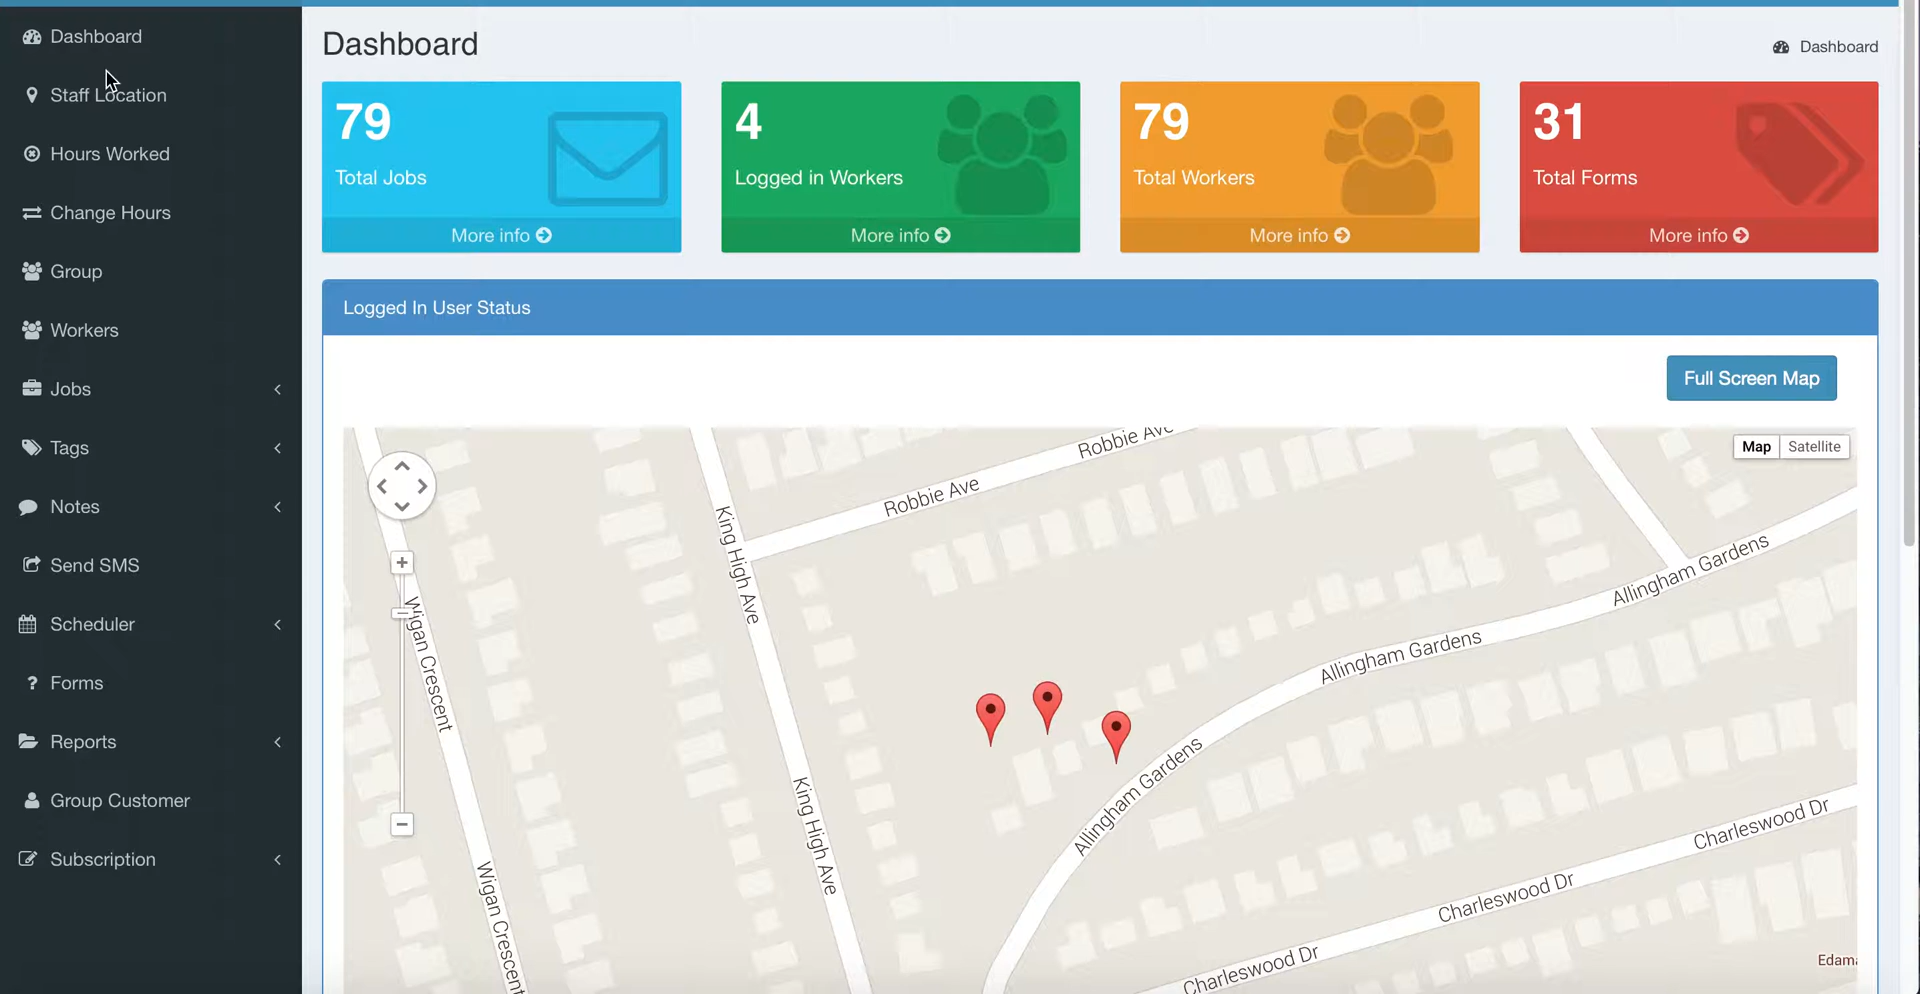 Dashboard
Staff Location
Hours Worked
Change Hours
Group
Workers
Jobs
Tags
Notes
Send SMS
Scheduler
? Forms
Reports
Group Customer
Subscription
Dashboard
Dashboard
79
Total Jobs
More info
4
Logged in Workers
More info
79
Total Workers
More info
31
Total Forms
More info
Logged In User Status
Full Screen Map
Map Satellite
Robbie Ave
Robbie Ave
King High Ave
Allingham Gardens
Wigan Crescent
Allingham Gardens
Allingham Gardens
King High Ave
Charleswood Dr
Wigan Crescent
Charleswood Dr
Charleswood Dr
Edam